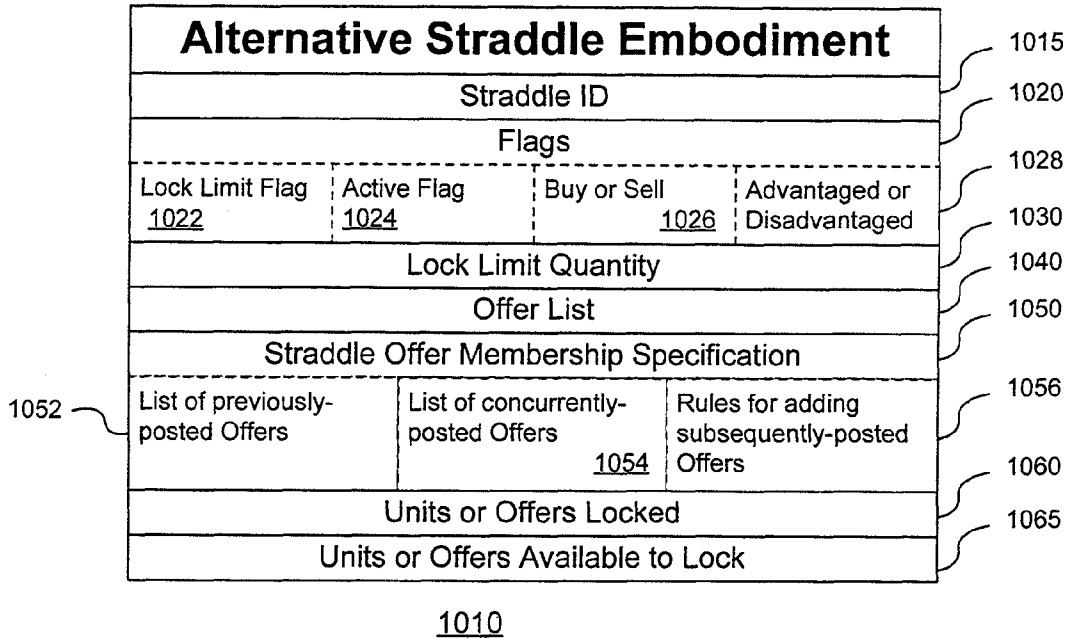 Alternative Straddle Embodiment
1015
Straddle ID
1020
Flags
1028
Lock Limit Flag
1022
Active Flag
1024
Buy or Sell
1026
Advantaged or
Disadvantaged
1030
Lock Limit Quantity
1040
Offer List
1050
Straddle Offer Membership Specification
1052
List of previously-
posted Offers
List of concurrently-
posted Offers
1054
Rules for adding
subsequently-posted
Offers
1056
1060
Units or Offers Locked
1065
Units or Offers Available to Lock
1010